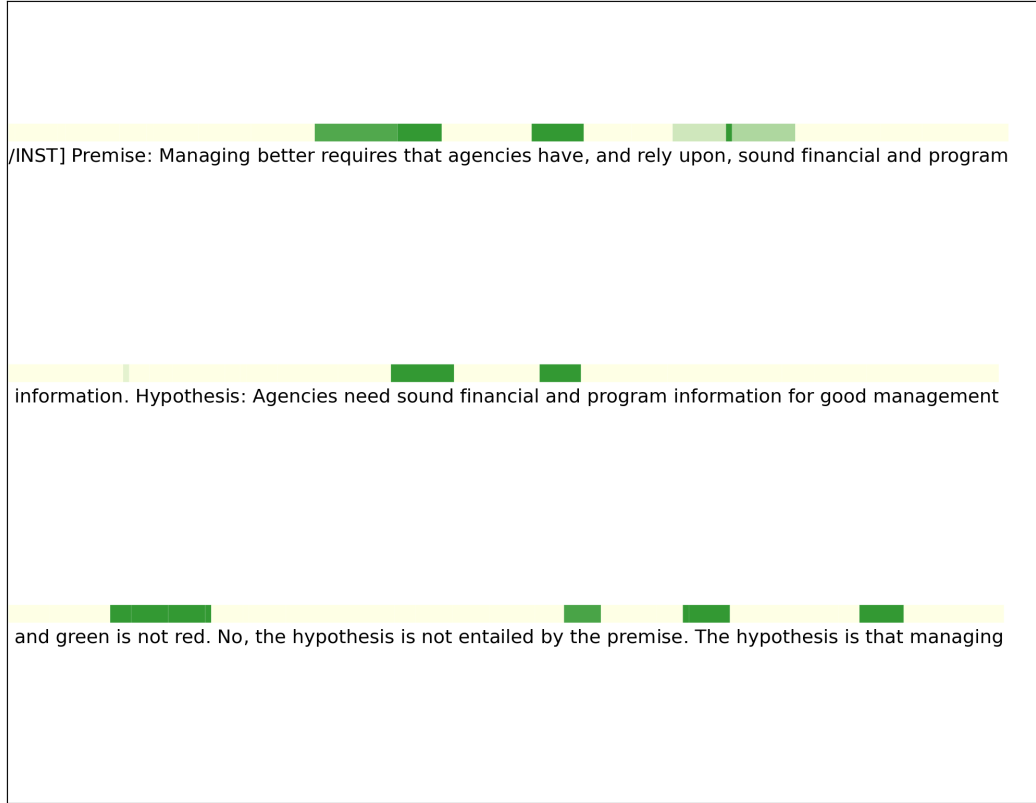 /INST] Premise: Managing better requires that agencies have, and rely upon, sound financial and program
information. Hypothesis: Agencies need sound financial and program information for good management
and green is not red. No, the hypothesis is not entailed by the premise. The hypothesis is that managing